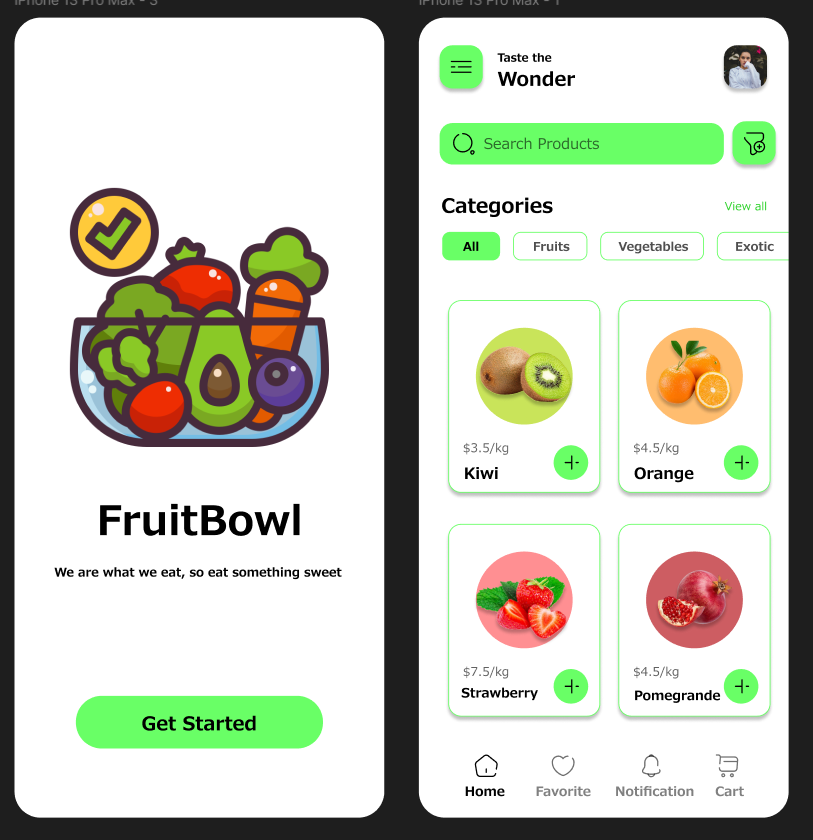 iPhone 13 Pro Max - 3
iPhone 13 Pro Max - 1
FruitBowl
We are what we eat, so eat something sweet
Get Started
Taste the
Wonder
Search Products
Categories
View all
All
Fruits
Vegetables
Exotic
$3.5/kg
Kiwi
$4.5/kg
Orange
$7.5/kg
Strawberry
$4.5/kg
Pomegrande
Home
Favorite
Notification
Cart